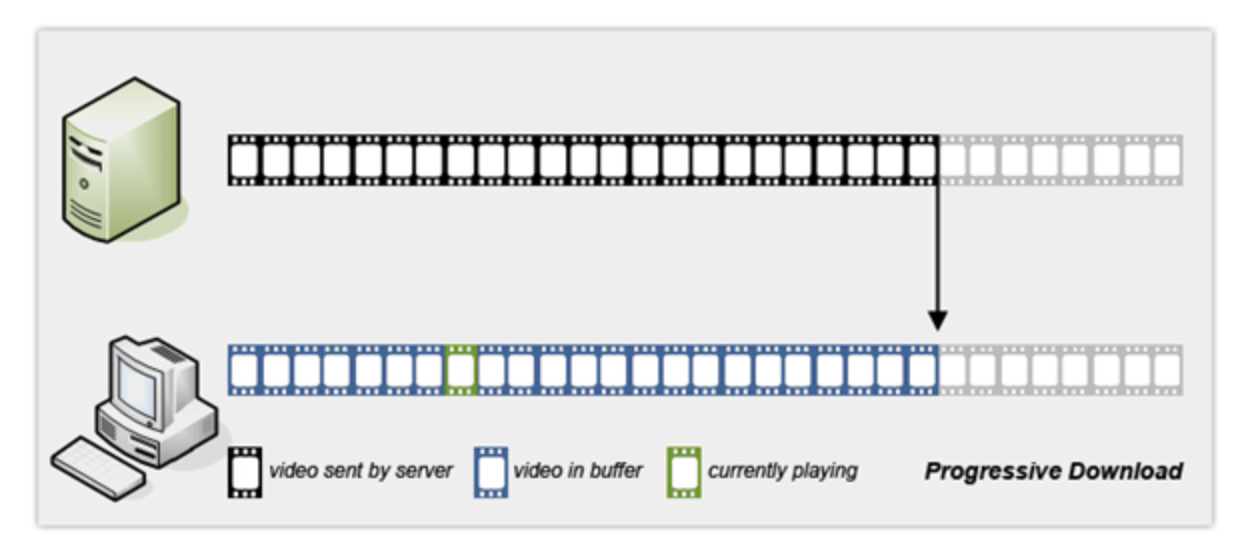 video sent by server
video in buffer
currently playing
Progressive Download